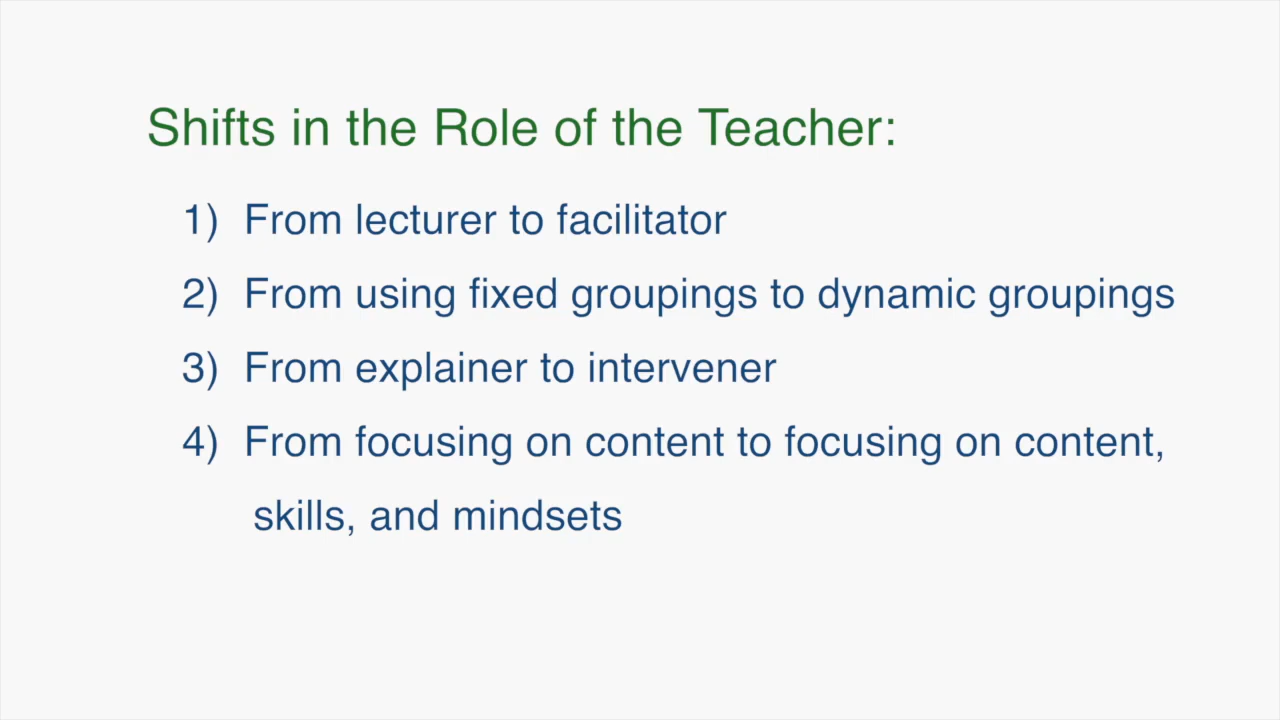 Shifts in the Role of the Teacher:
1) From lecturer to facilitator
2) From using fixed groupings to dynamic groupings
3) From explainer to intervener
4) From focusing on content to focusing on content,
skills, and mindsets